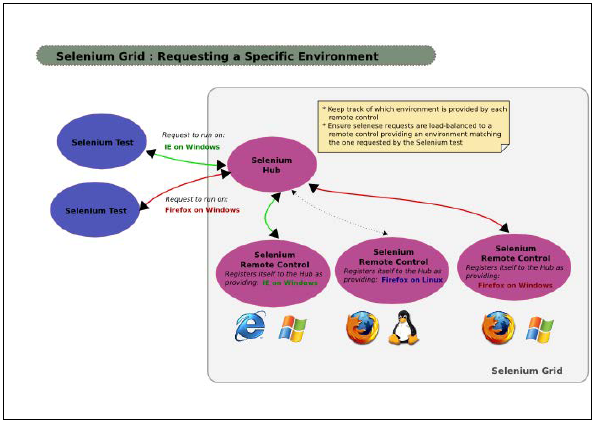 Selenium Grid : Requesting a Specific Environment
* Keep track of which environment is provided by each
remote control
* Ensure selenese requests are load-balanced to a
remote control providing an environment matching
the one requested by the Selenium test
Selenium Test
Request to run on:
IE on Windows
Selenium
Hub
Selenium Test
Request to run on:
Firefox on Windows
Selenium
Remote Control
Registers itself to the Hub as
providing: IE on Windows
Selenium
Remote Control
Registers itself to the Hub as
providing: Firefox on Linux
Selenium
Remote Control
Registers itself to the Hub as
providing:
Firefox on Windows
Selenium Grid